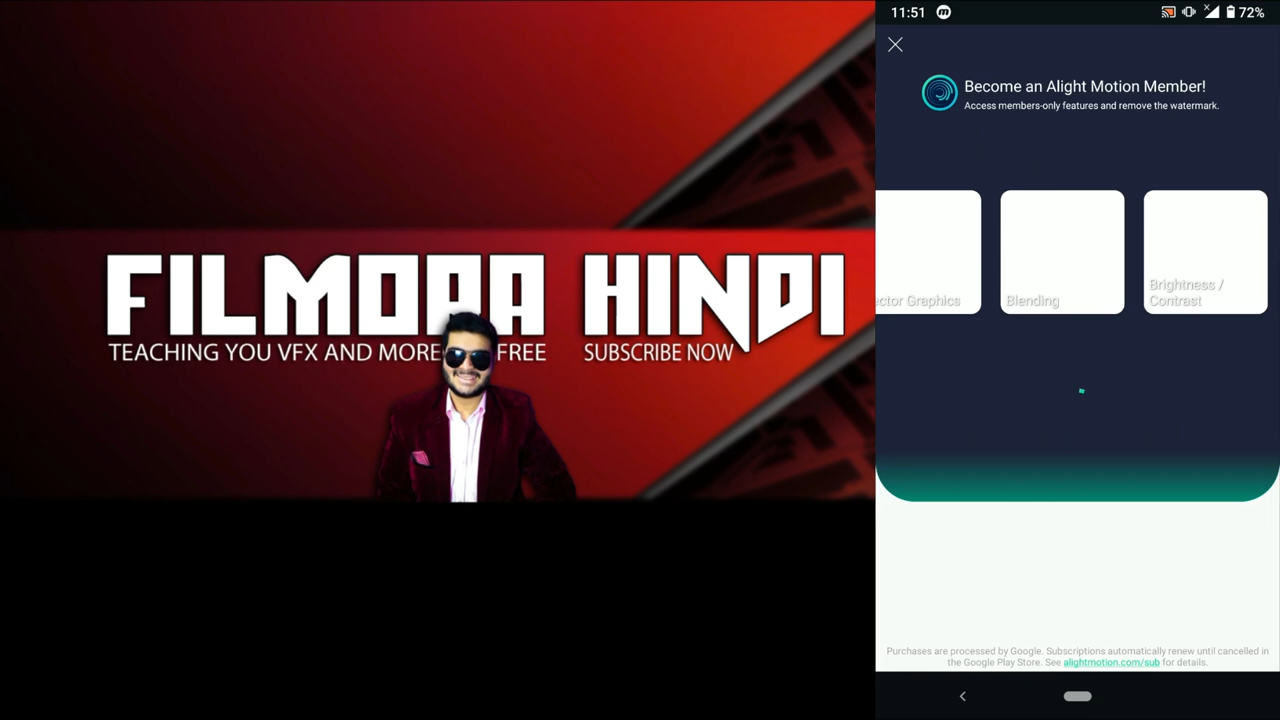 FILMORA HINDI
TEACHING YOU VFX AND MORE FREE SUBSCRIBE NOW
11:51
72%
Become an Alight Motion Member!
Access members-only features and remove the watermark.
ector Graphics
Blending
Brightness /
Contrast
Purchases are processed by Google. Subscriptions automatically renew until cancelled in
the Google Play Store. See alightmotion.com/sub for details.